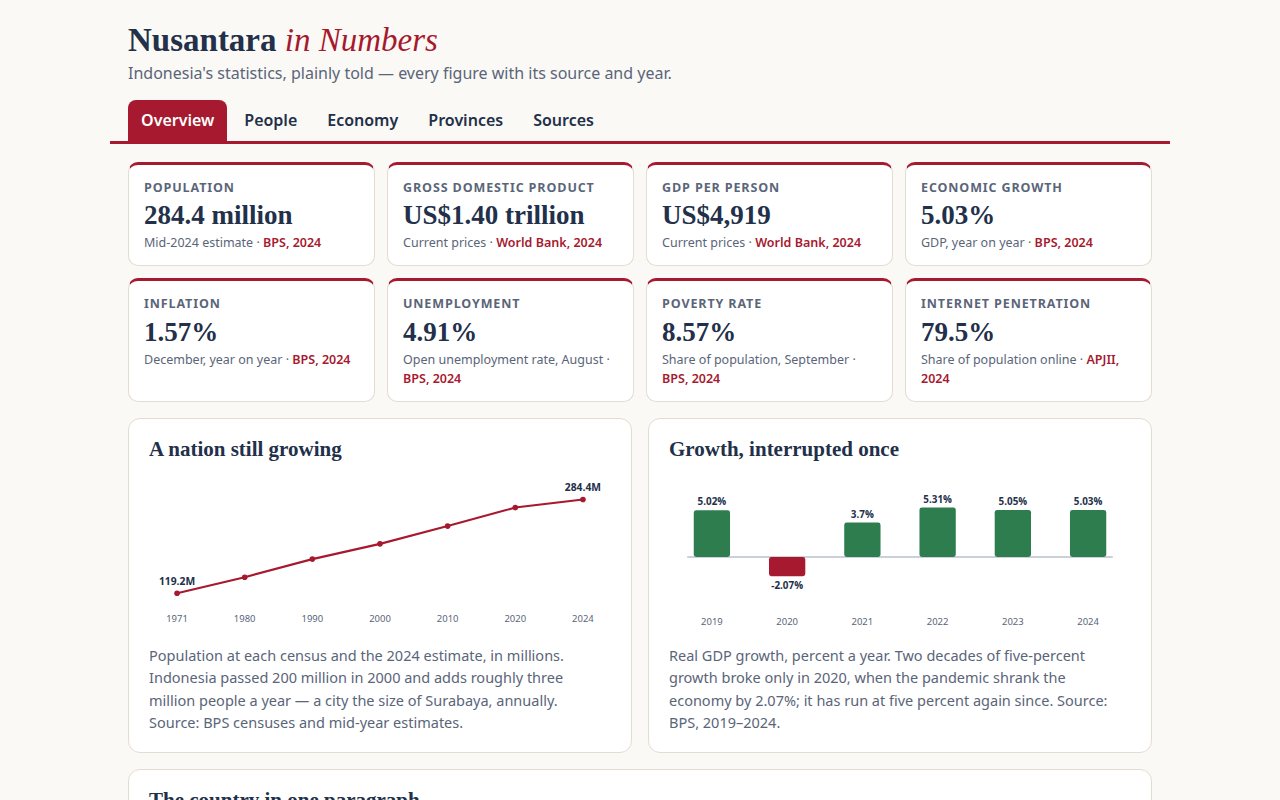 Nusantara in Numbers
Indonesia's statistics, plainly told — every figure with its source and year.
Overview
People
Economy
Provinces
Sources
POPULATION
284.4 million
Mid-2024 estimate · BPS, 2024
GROSS DOMESTIC PRODUCT
US$1.40 trillion
Current prices · World Bank, 2024
GDP PER PERSON
US$4,919
Current prices · World Bank, 2024
ECONOMIC GROWTH
5.03%
GDP, year on year · BPS, 2024
INFLATION
1.57%
December, year on year · BPS, 2024
UNEMPLOYMENT
4.91%
Open unemployment rate, August ·
BPS, 2024
POVERTY RATE
8.57%
Share of population, September ·
BPS, 2024
INTERNET PENETRATION
79.5%
Share of population online · APJII,
2024
A nation still growing
284.4M
119.2M
1971
1980
1990
2000
2010
2020
2024
Population at each census and the 2024 estimate, in millions.
Indonesia passed 200 million in 2000 and adds roughly three
million people a year — a city the size of Surabaya, annually.
Source: BPS censuses and mid-year estimates.
Growth, interrupted once
5.02%
-2.07%
3.7%
5.31%
5.05%
5.03%
2019
2020
2021
2022
2023
2024
Real GDP growth, percent a year. Two decades of five-percent
growth broke only in 2020, when the pandemic shrank the
economy by 2.07%; it has run at five percent again since. Source:
BPS, 2019–2024.
The country in one paragraph